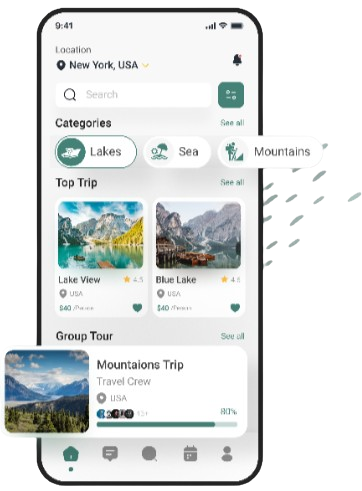 9:41
Location
New York, USA
Search
Categories
See all
Lakes
Sea
Mountains
Top Trip
See all
Lake View
4.5
USA
$40 /Person
Blue Lake
4.5
USA
$40 /Person
Group Tour
See all
Mountaions Trip
Travel Crew
USA
80%